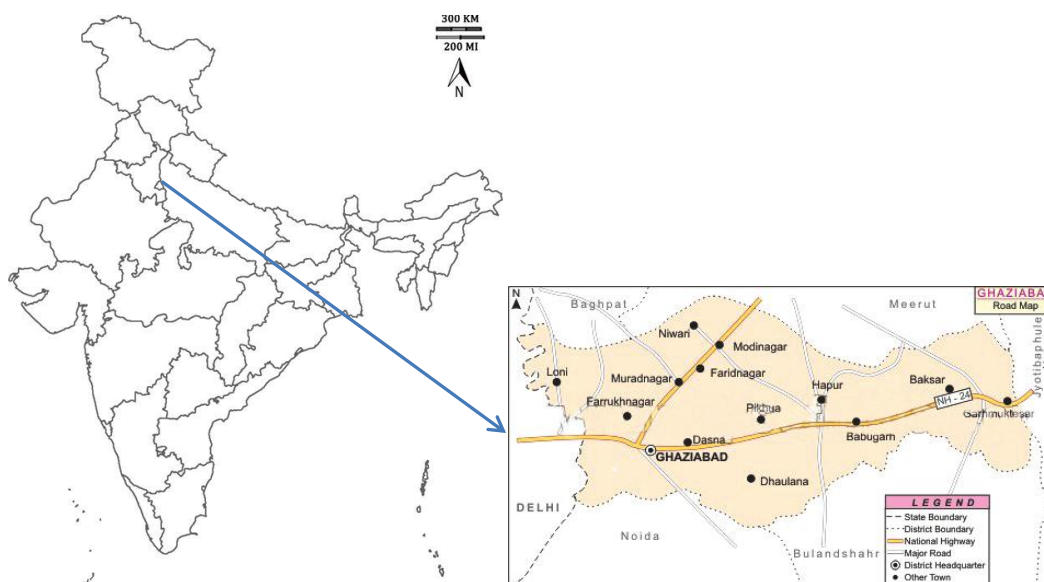 300 KM
200 MI
N
N
Baghpat
Meerut
GHAZIABA
Road Map
Niwari
Modinagar
Jyotibaphule
Loni
Muradnagar
Faridnagar
Hapur
Baksar
NH - 24
Farrukhnagar
Pilkhua
Garhmuktesar
Dasna
Babugarh
GHAZIABAD
Dhaulana
DELHI
Noida
Bulandshahr
LEGEND
State Boundary
District Boundary
National Highway
Major Road
District Headquarter
Other Town